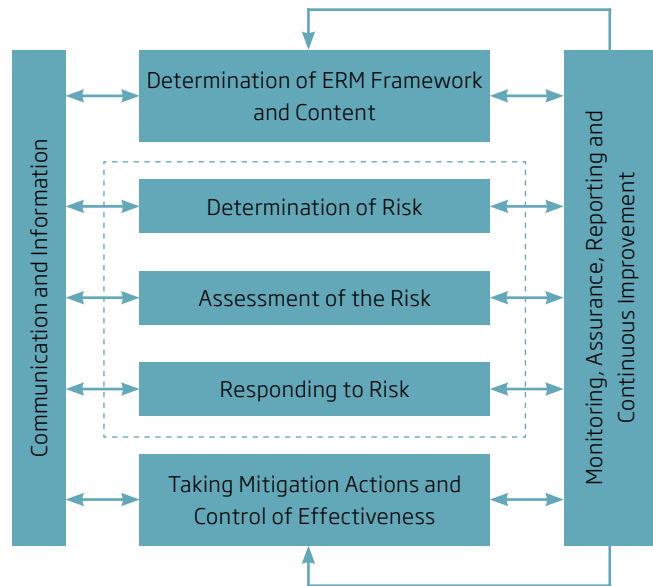 Communication and Information
Determination of ERM Framework
and Content
Determination of Risk
Assessment of the Risk
Responding to Risk
Taking Mitigation Actions and
Control of Effectiveness
Monitoring, Assurance, Reporting and
Continuous Improvement